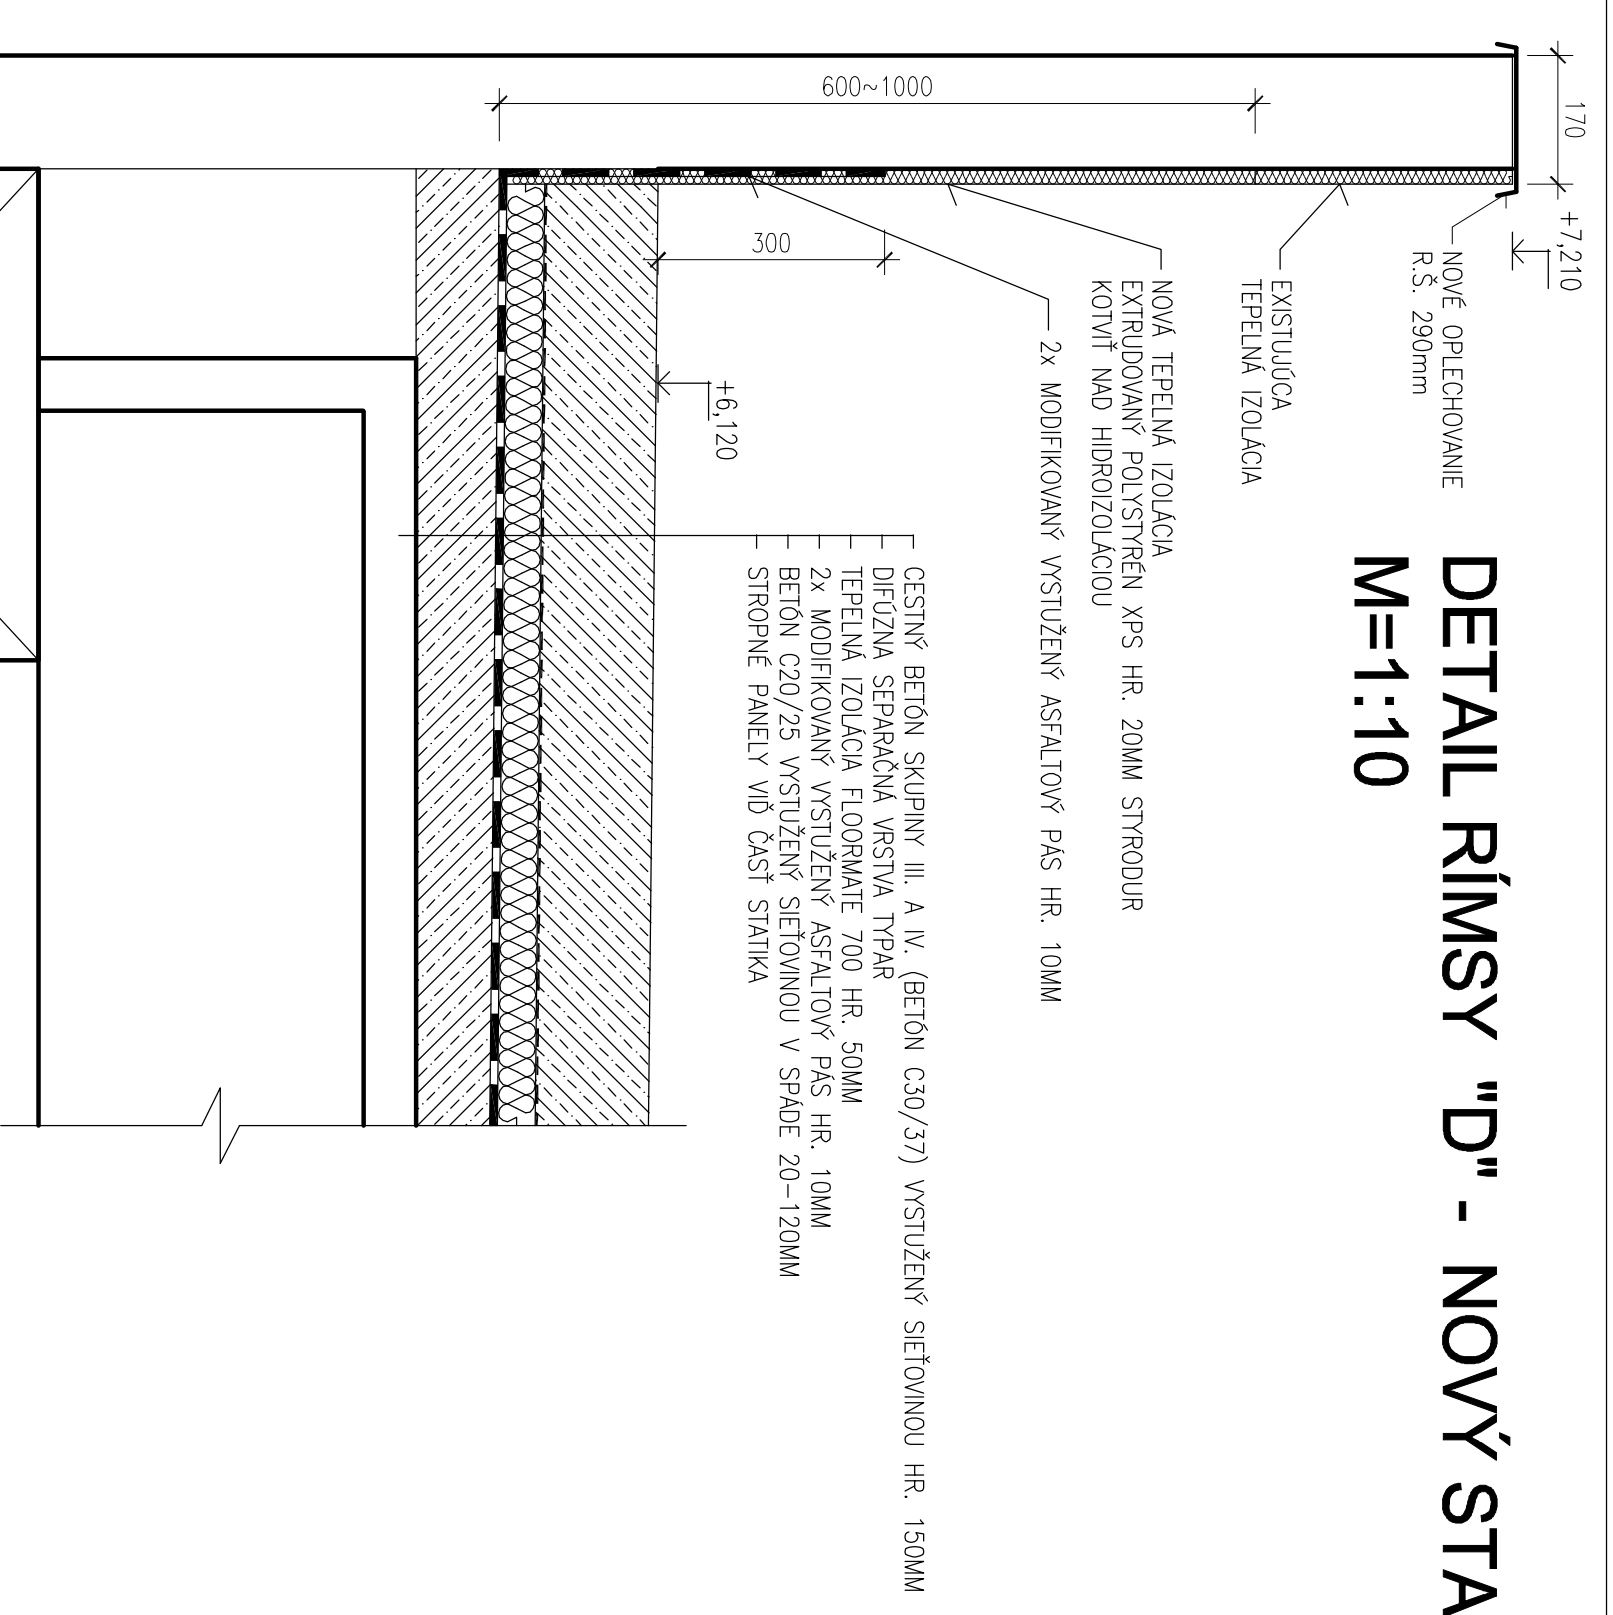 DETAIL RÍMSY "D" - NOVÝ STA
M=1:10
170
+7,210
NOVÉ OPLECHOVANIE
R.Š. 290mm
EXISTUJÚCA
TEPELNÁ IZOLÁCIA
NOVÁ TEPELNÁ IZOLÁCIA
EXTRUDOVANÝ POLYSTYRÉN XPS HR. 20MM STYRODUR
KOTVIŤ NAD HIDROIZOLÁCIOU
2x MODIFIKOVANÝ VYSTUŽENÝ ASFALTOVÝ PÁS HR. 10MM
600~1000
300
+6,120
CESTNÝ BETÓN SKUPINY III. A IV. (BETÓN C30/37) VYSTUŽENÝ SIEŤOVINOU HR. 150MM
DIFÚZNA SEPARAČNÁ VRSTVA TYPAR
TEPELNÁ IZOLÁCIA FLOORMATE 700 HR. 50MM
2x MODIFIKOVANÝ VYSTUŽENÝ ASFALTOVÝ PÁS HR. 10MM
BETÓN C20/25 VYSTUŽENÝ SIEŤOVINOU V SPÁDE 20-120MM
STROPNÉ PANELY VIĎ ČASŤ STATIKA